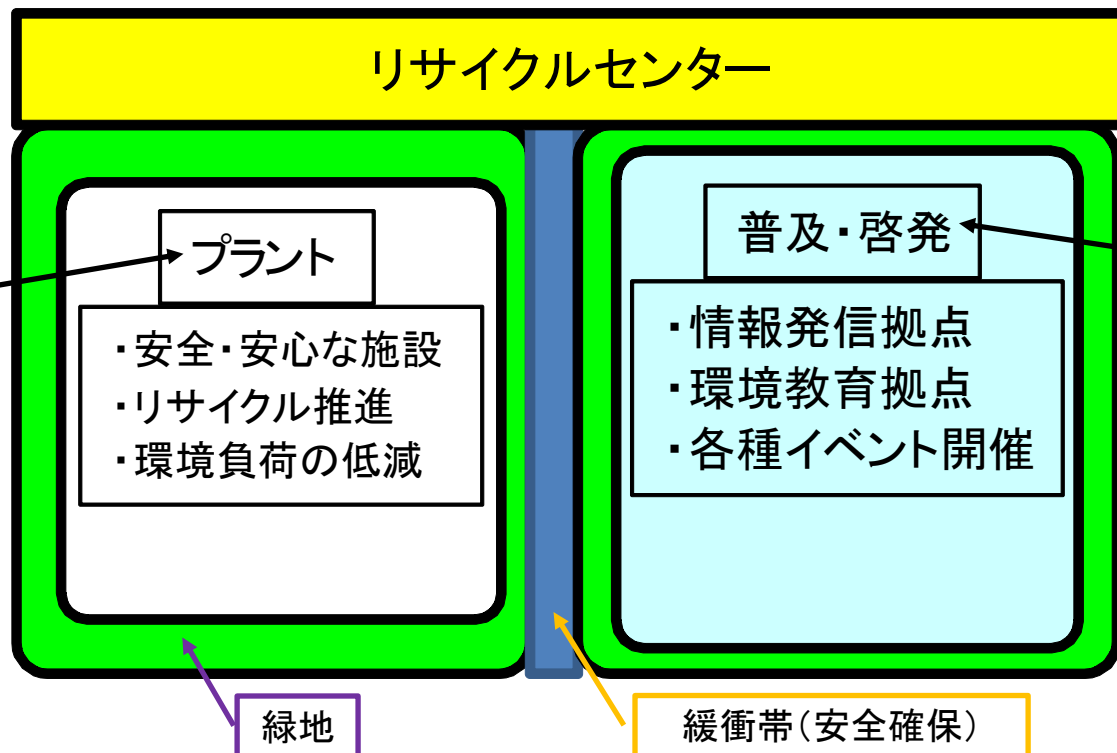 リサイクルセンター
プラント
・安全・安心な施設
・リサイクル推進
・環境負荷の低減
普及・啓発
・情報発信拠点
・環境教育拠点
・各種イベント開催
緑地
緩衝帯（安全確保）